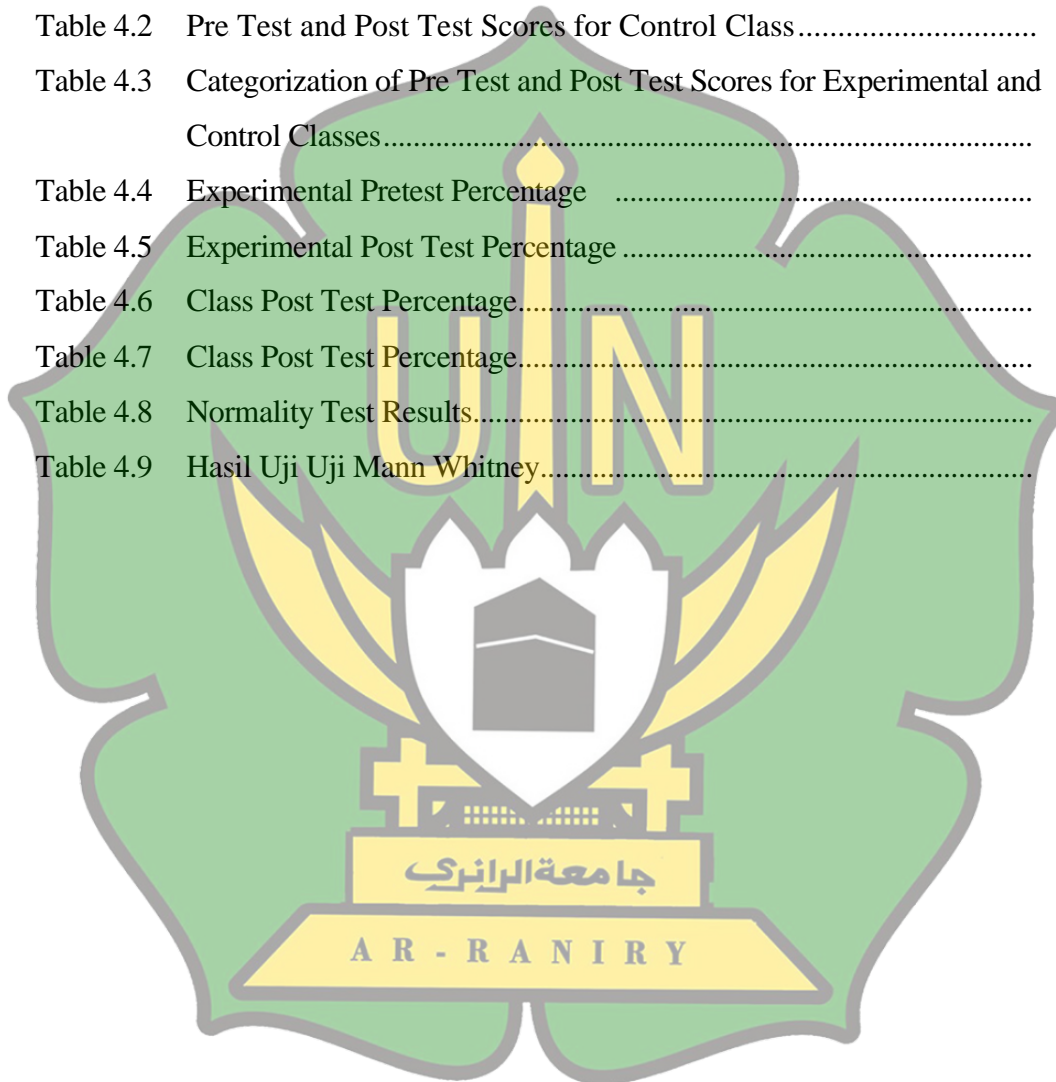 Table 4.2 Pre Test and Post Test Scores for Control Class.............................
Table 4.3 Categorization of Pre Test and Post Test Scores for Experimental and
Control Classes..............................................................................
Table 4.4 Experimental Pretest Percentage ..................................................
Table 4.5 Experimental Post Test Percentage .................................................
Table 4.6 Class Post Test Percentage..............................................................
Table 4.7 Class Post Test Percentage..............................................................
Table 4.8 Normality Test Results...................................................................
Table 4.9 Hasil Uji Uji Mann Whitney...........................................................
UIN
جامعةالرانري
AR-RANIRY